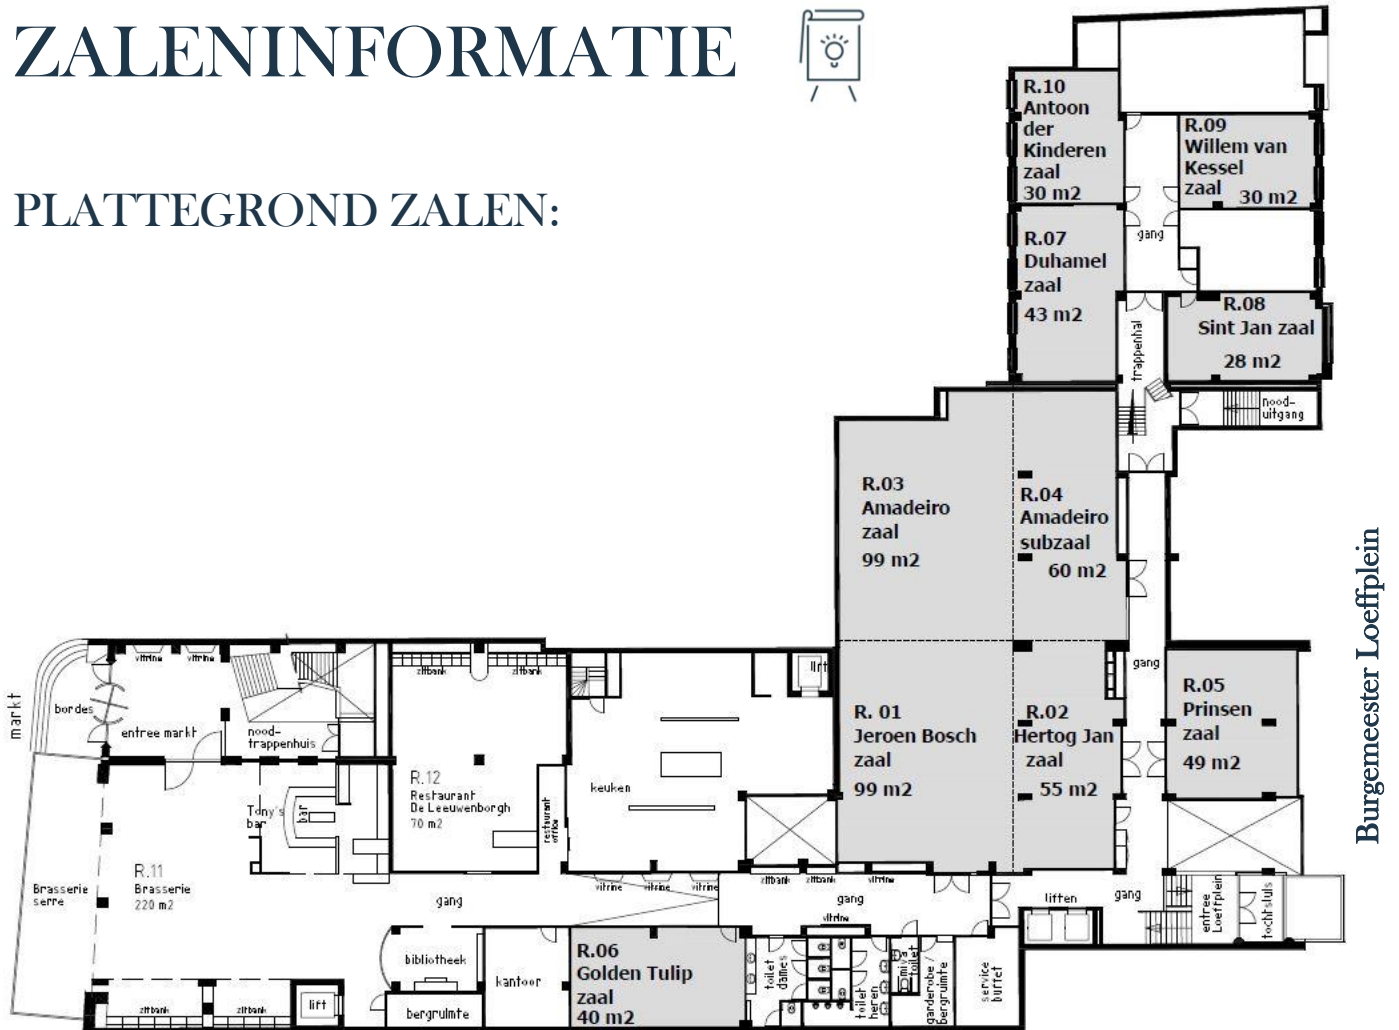 ZALENINFORMATIE
PLATTEGROND ZALEN:
R.10
Antoon
der
Kinderen
zaal
30 m2
R.09
Willem van
Kessel
zaal 30 m2
R.07
Duhamel
zaal
43 m2
gang
R.08
Sint Jan zaal
28 m2
trappenhal
nood-
uitgang
R.03
Amadeiro
zaal
99 m2
R.04
Amadeiro
subzaal
60 m2
R. 01
Jeroen Bosch
zaal
99 m2
R.02
Hertog Jan
zaal
55 m2
gang
R.05
Prinsen
zaal
49 m2
Burgemeester Loeffplein
markt
bordes
vitrine
vitrine
entree markt
nood-
trappenhuis
zitbank
zitbank
R.12
Restaurant
De Leeuwenborgh
70 m2
restaurant
office
keuken
lift
Tony's
bar
bar
R.11
Brasserie
220 m2
Brasserie
serre
gang
vitrine
vitrine
vitrine
zitbank
zitbank
vitrine
gang
vitrine
liften
gang
entree
Loeffplein
tochtsluis
bibliotheek
kantoor
R.06
Golden Tulip
zaal
40 m2
toilet
dames
toilet
heren
miva
toilet
garderobe/
bergruimte
service
buffet
zitbank
zitbank
lift
bergruimte